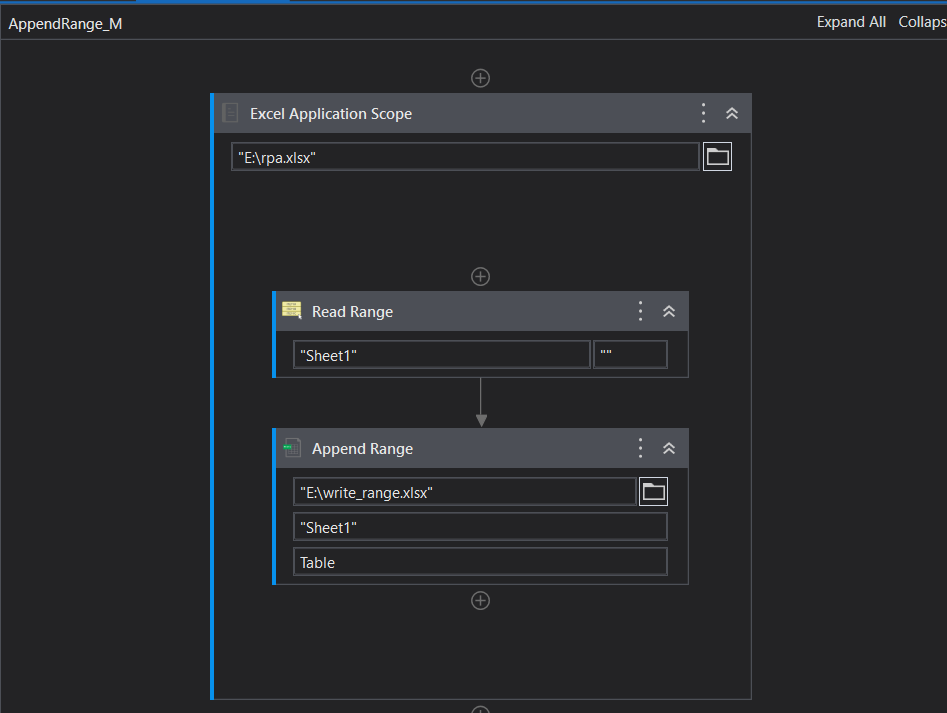 AppendRange_M
Expand All Collaps
Excel Application Scope
"E:\rpa.xlsx"
Read Range
"Sheet1" ""
Append Range
"E:\write_range.xlsx"
"Sheet1"
Table